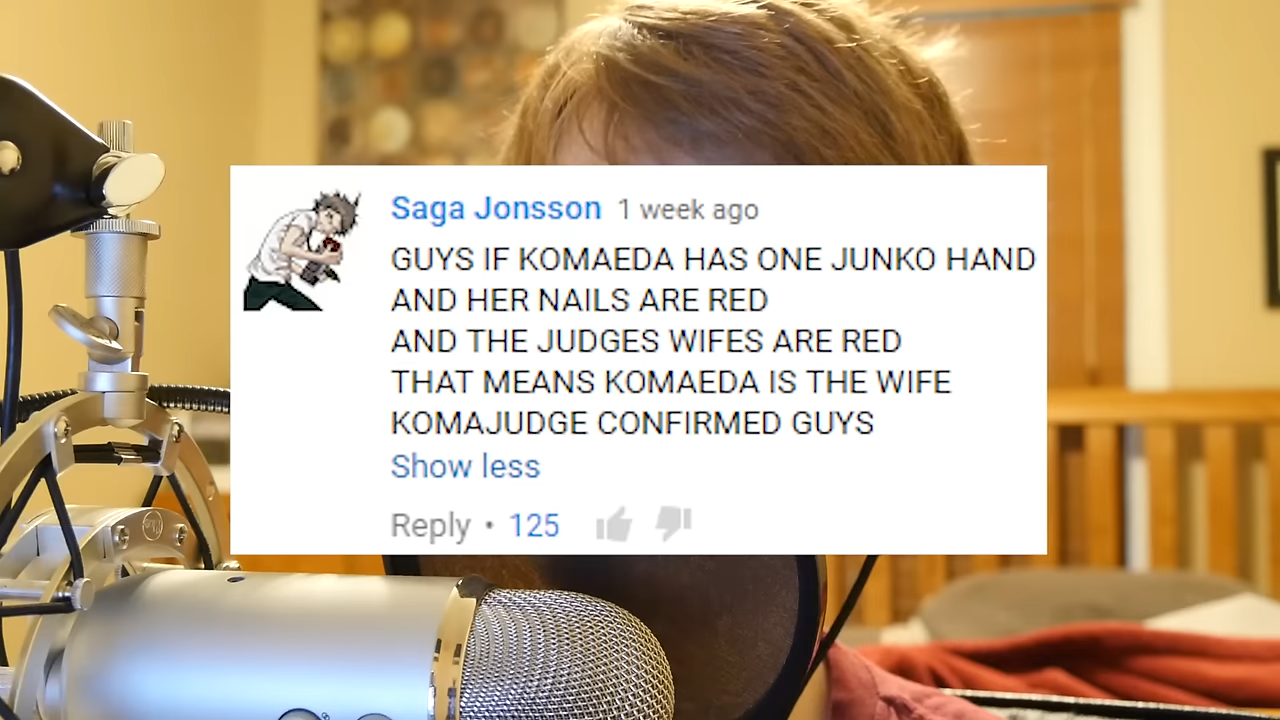 Saga Jonsson 1 week ago
GUYS IF KOMAEDA HAS ONE JUNKO HAND
AND HER NAILS ARE RED
AND THE JUDGES WIFES ARE RED
THAT MEANS KOMAEDA IS THE WIFE
KOMAJUDGE CONFIRMED GUYS
Show less
Reply • 125